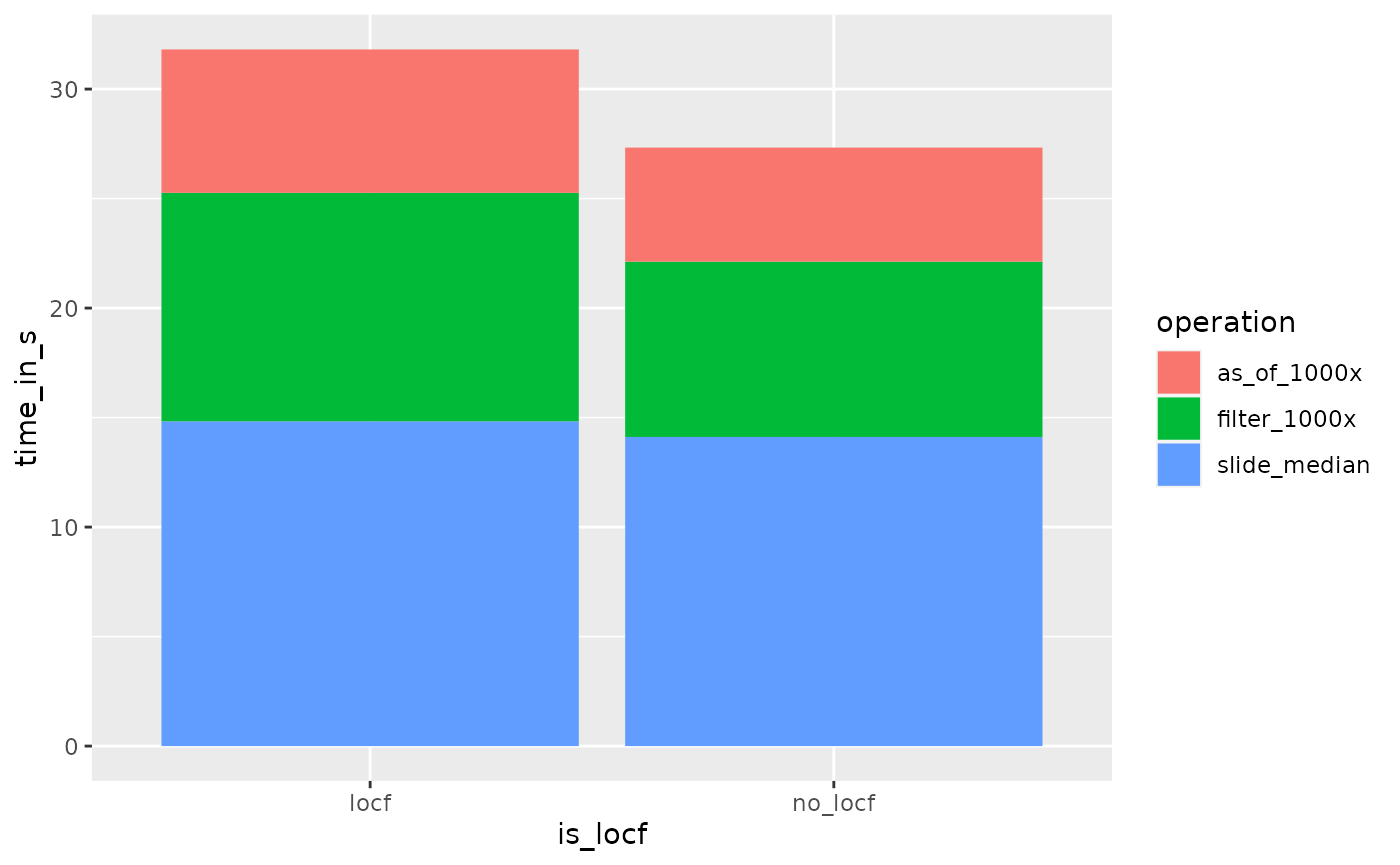 time_in_s
30
20
10
0
locf
no_locf
is_locf
operation
as_of_1000x
filter_1000x
slide_median